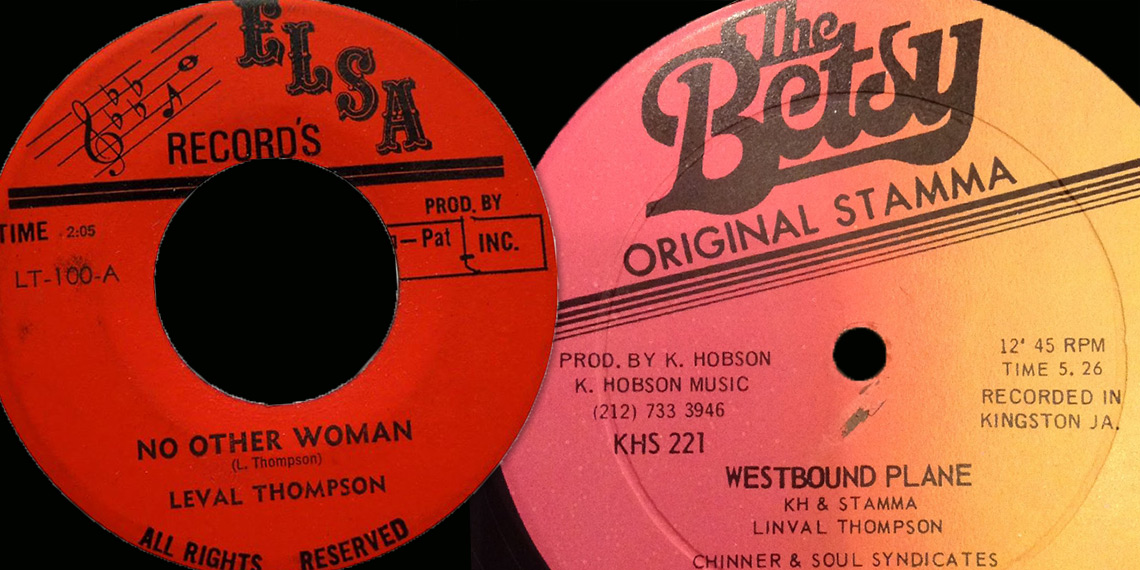 ELSA
RECORD'S
TIME 2:05
LT-100-A
PROD. BY
-Pat INC.
NO OTHER WOMAN
(L. Thompson)
LEVAL THOMPSON
ALL RIGHTS RESERVED
The
Betsy
ORIGINAL STAMMA
PROD. BY K. HOBSON
K. HOBSON MUSIC
(212) 733 3946
KHS 221
12' 45 RPM
TIME 5.26
RECORDED IN
KINGSTON JA.
WESTBOUND PLANE
KH & STAMMA
LINVAL THOMPSON
CHINNER & SOUL SYNDICATES